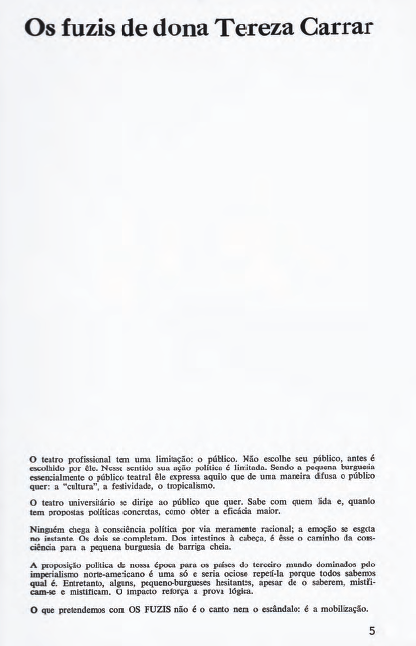 Os fuzis de dona Tereza Carrar
O teatro profissional tem uma limitação: o público. Não escolhe seu público, antes é
escolhido por êle. Nesse sentido sua ação política é limitada. Sendo a pequena burguesia
essencialmente o público teatral êle expressa aquilo que de uma maneira difusa o público
quer: a "cultura", a festividade, o tropicalismo.
O teatro universitário se dirige ao público que quer. Sabe com quem lida e, quanto
tem propostas políticas concretas, como obter a eficácia maior.
Ninguém chega à consciência política por via meramente racional; a emoção se esgota
no instante. Os dois se completam. Dos intestinos à cabeça, é êsse o caminho da cons-
ciência para a pequena burguesia de barriga cheia.
A proposição política de nossa época para os países do terceiro mundo dominados pelo
imperialismo norte-americano é uma só e seria ocioso repetí-la porque todos sabemos
qual é. Entretanto, alguns, pequeno-burgueses hesitantes, apesar de o saberem, mistifi-
cam-se e mistificam. O impacto reforça a prova lógica.
O que pretendemos com OS FUZIS não é o canto nem o escândalo: é a mobilização.
5